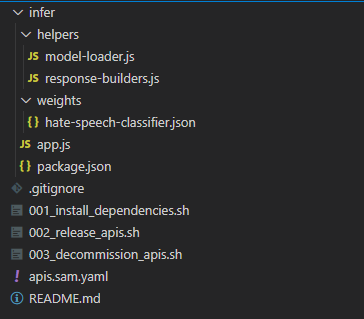 infer
helpers
JS model-loader.js
JS response-builders.js
weights
{} hate-speech-classifier.json
JS app.js
{} package.json
.gitignore
001_install_dependencies.sh
002_release_apis.sh
003_decommission_apis.sh
! apis.sam.yaml
README.md